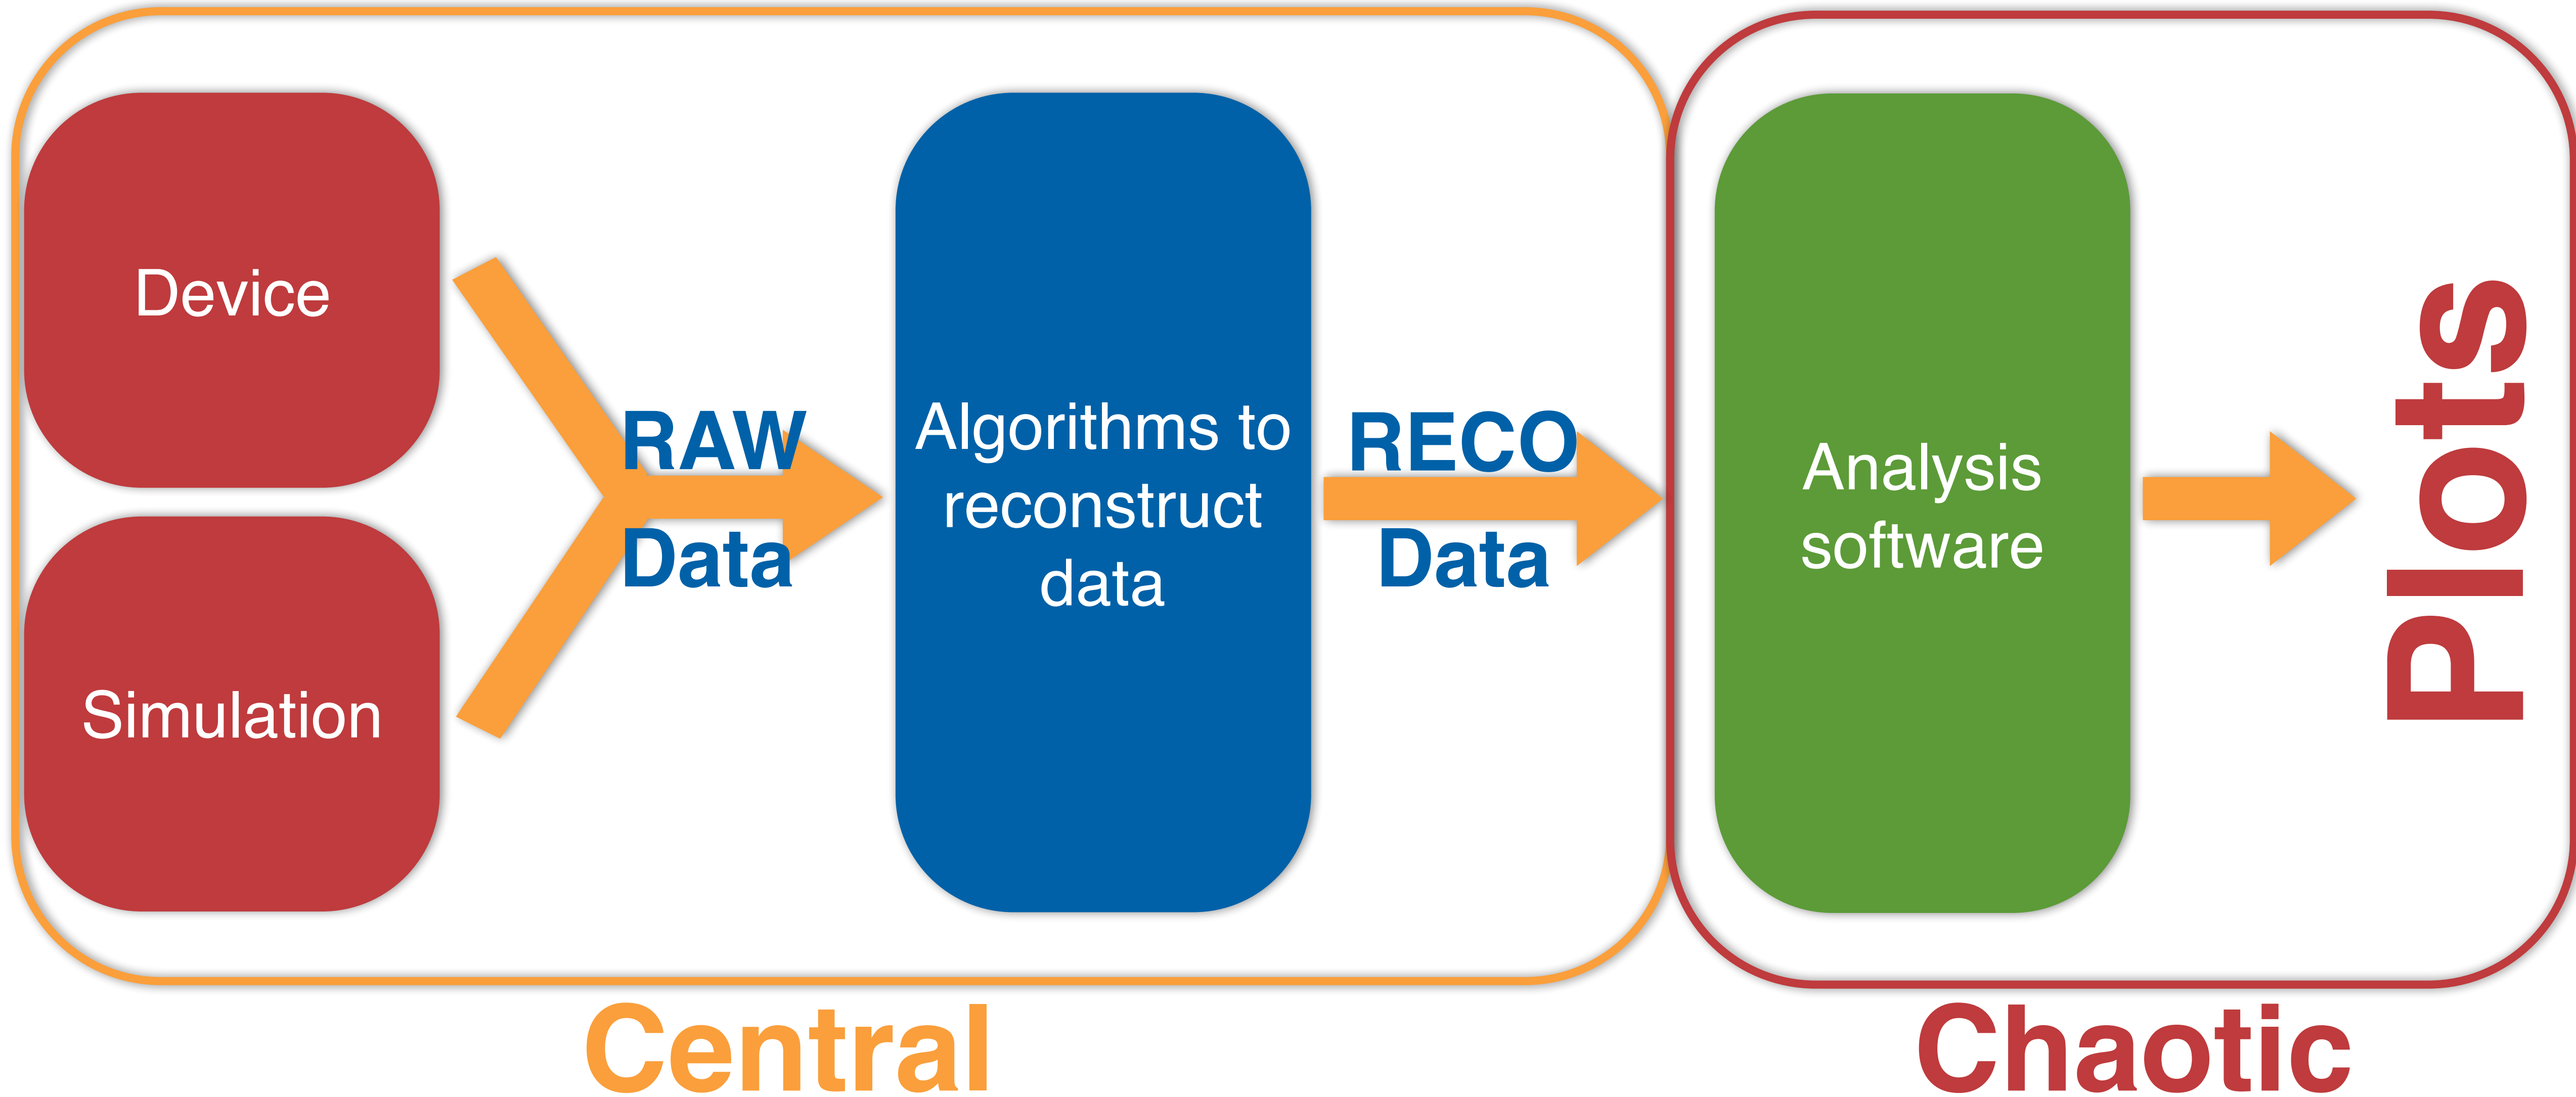 Device
Simulation
RAW
Data
Algorithms to
reconstruct
data
RECO
Data
Analysis
software
Plots
Central
Chaotic